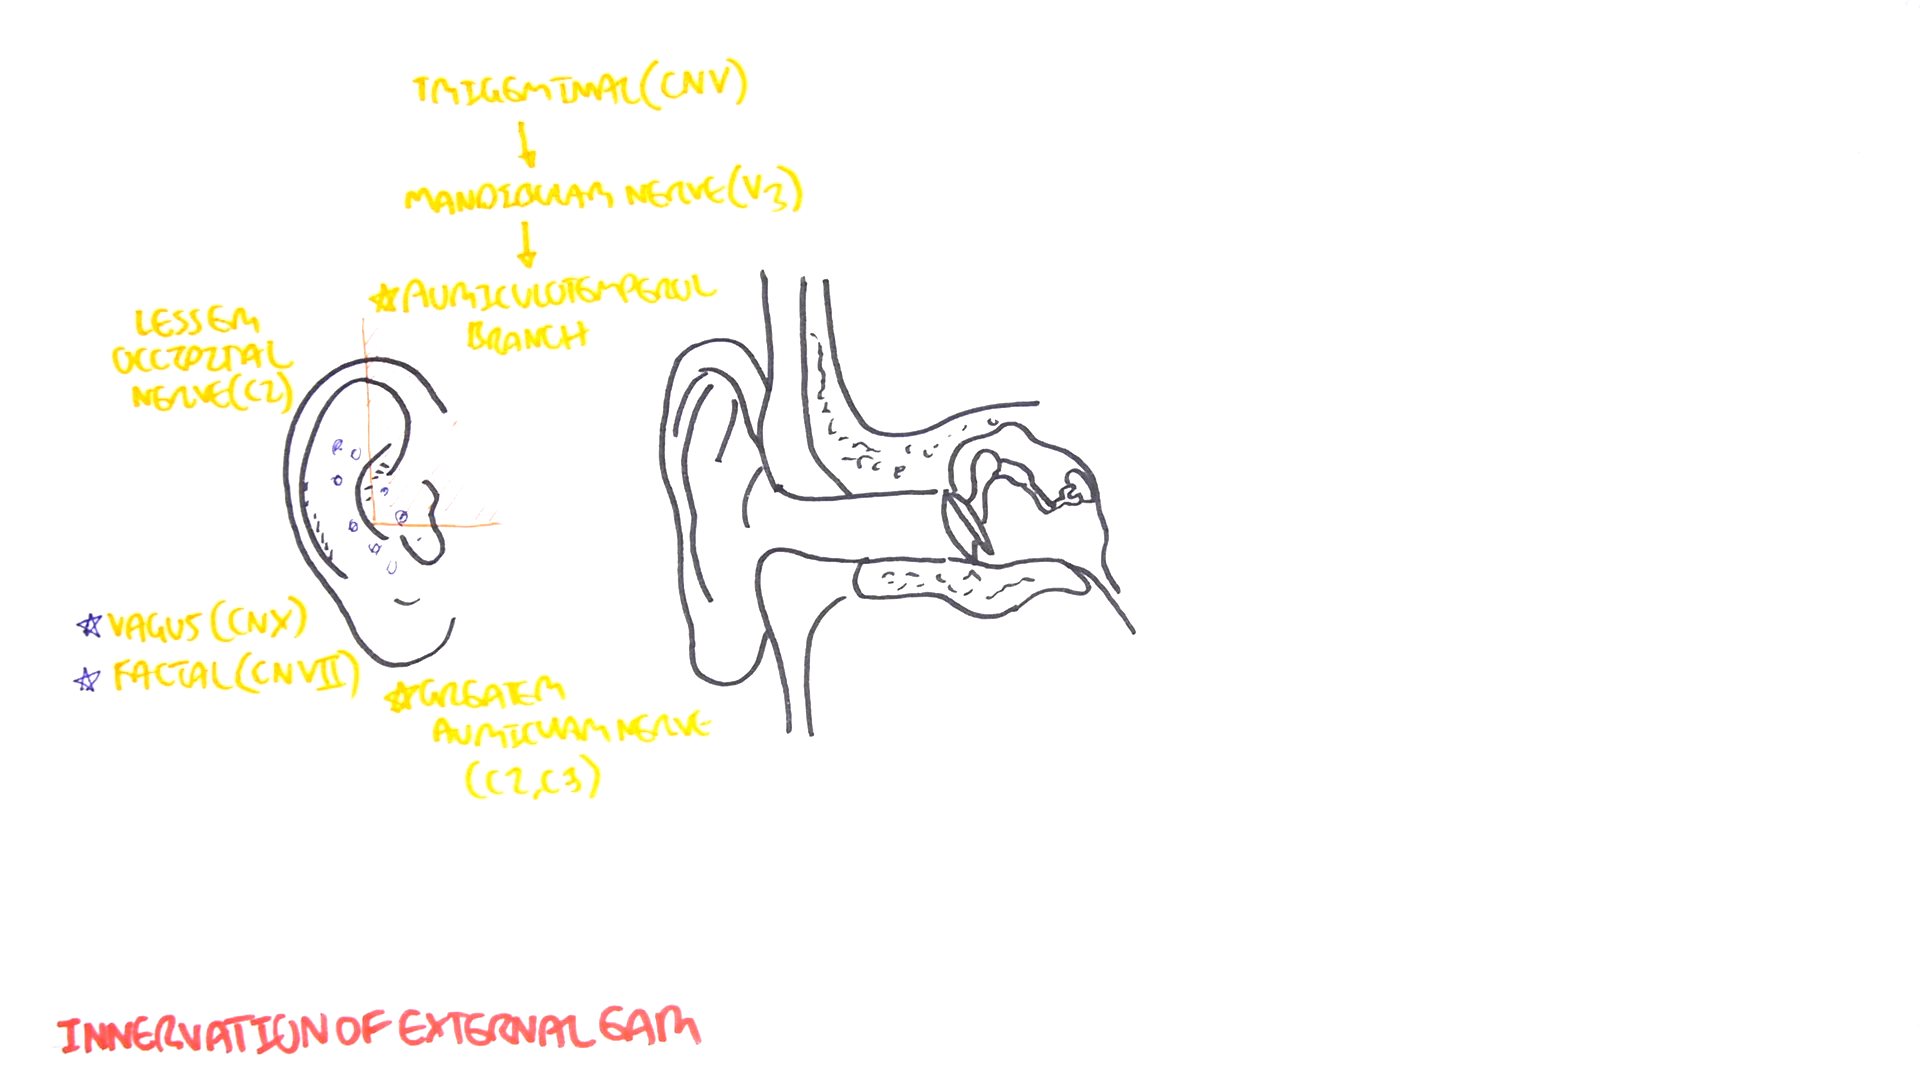 TRIGEMINAL (CNV)
MANDIBULAR NERVE (V3)
AURICULOTEMPEROL
BRANCH
LESSER
OCCIPITAL
NERVE (C2)
VAGUS (CNX)
FACIAL (CNVII)
GREATER
AURICULAR NERVE
(C2, C3)
INNERVATION OF EXTERNAL EAR